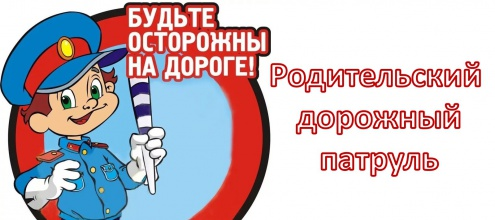 БУДЬТЕ
ОСТОРОЖНЫ
НА ДОРОГЕ!
Родительский
дорожный
патруль